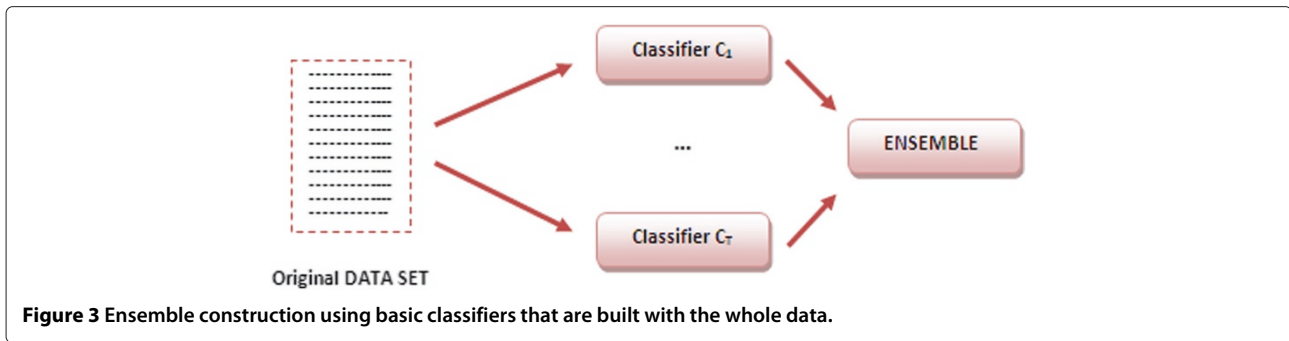 Classifier C₁
...
ENSEMBLE
Classifier C_T
Original DATA SET
Figure 3 Ensemble construction using basic classifiers that are built with the whole data.